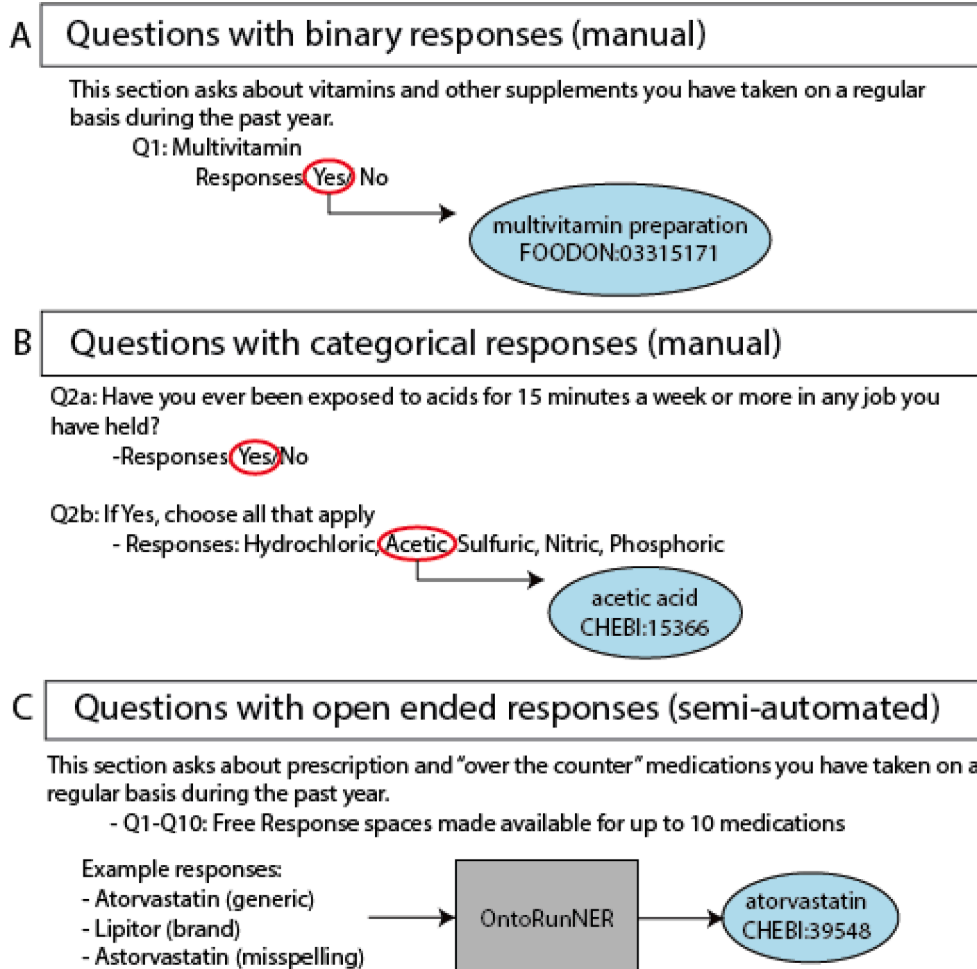 A Questions with binary responses (manual)
This section asks about vitamins and other supplements you have taken on a regular
basis during the past year.
Q1: Multivitamin
Responses Yes/ No
multivitamin preparation
FOODON:03315171
B Questions with categorical responses (manual)
Q2a: Have you ever been exposed to acids for 15 minutes a week or more in any job you
have held?
-Responses Yes/No
Q2b: If Yes, choose all that apply
- Responses: Hydrochloric, Acetic Sulfuric, Nitric, Phosphoric
acetic acid
CHEBI:15366
C Questions with open ended responses (semi-automated)
This section asks about prescription and “over the counter” medications you have taken on a
regular basis during the past year.
- Q1-Q10: Free Response spaces made available for up to 10 medications
Example responses:
- Atorvastatin (generic)
- Lipitor (brand)
- Astorvastatin (misspelling)
OntoRunNER
atorvastatin
CHEBI:39548